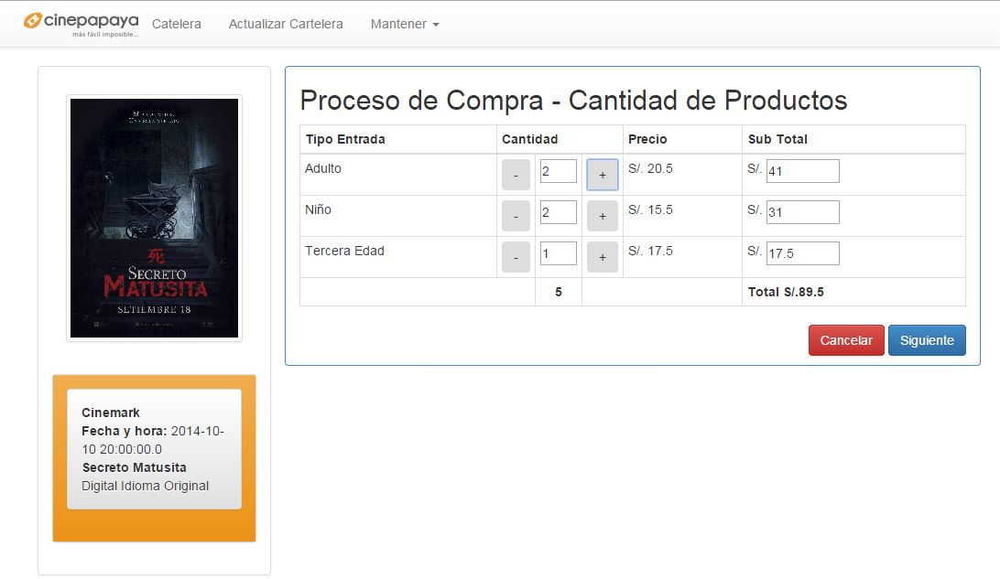 cinepapaya
más fácil imposible...
Catelera Actualizar Cartelera Mantener
死
SECRETO
MATUSITA
SETIEMBRE 18
Cinemark
Fecha y hora: 2014-10-
10 20:00:00.0
Secreto Matusita
Digital Idioma Original
Proceso de Compra - Cantidad de Productos
Tipo Entrada Cantidad Precio Sub Total
Adulto - 2 + S/. 20.5 S/. 41
Niño - 2 + S/. 15.5 S/. 31
Tercera Edad - 1 + S/. 17.5 S/. 17.5
5 Total S/.89.5
Cancelar Siguiente